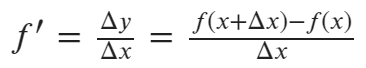 f′ = Δy/Δx = f(x+Δx)−f(x)/Δx